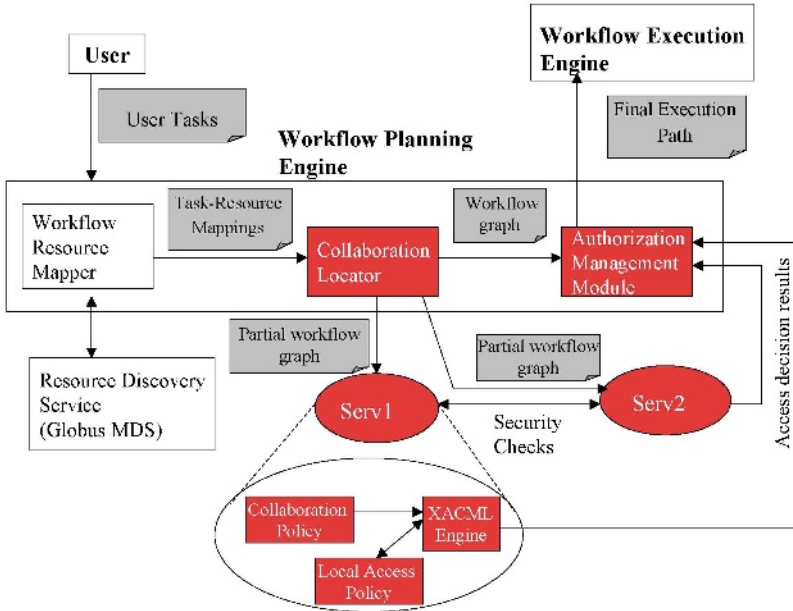 User
Workflow Execution
Engine
User Tasks
Final Execution
Path
Workflow Planning
Engine
Workflow
Resource
Mapper
Task-Resource
Mappings
Collaboration
Locator
Workflow
graph
Authorization
Management
Module
Access decision results
Resource Discovery
Service
(Globus MDS)
Partial workflow
graph
Partial workflow
graph
Serv1
Security
Checks
Serv2
Collaboration
Policy
XACML
Engine
Local Access
Policy